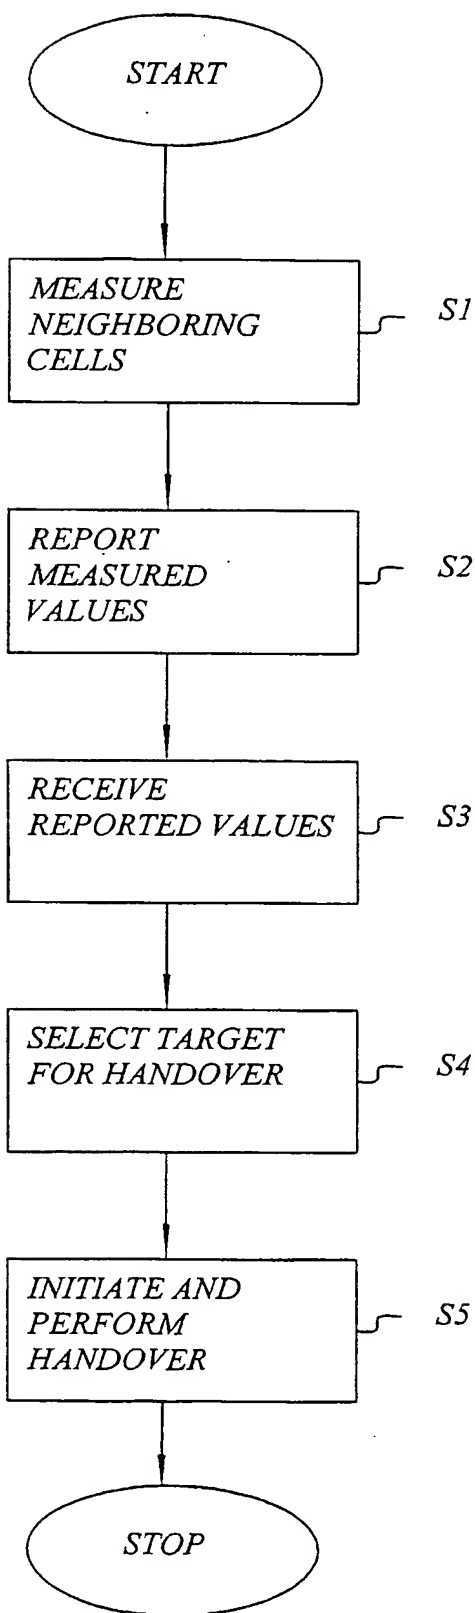 START
MEASURE
NEIGHBORING
CELLS
S1
REPORT
MEASURED
VALUES
S2
RECEIVE
REPORTED VALUES
S3
SELECT TARGET
FOR HANDOVER
S4
INITIATE AND
PERFORM
HANDOVER
S5
STOP